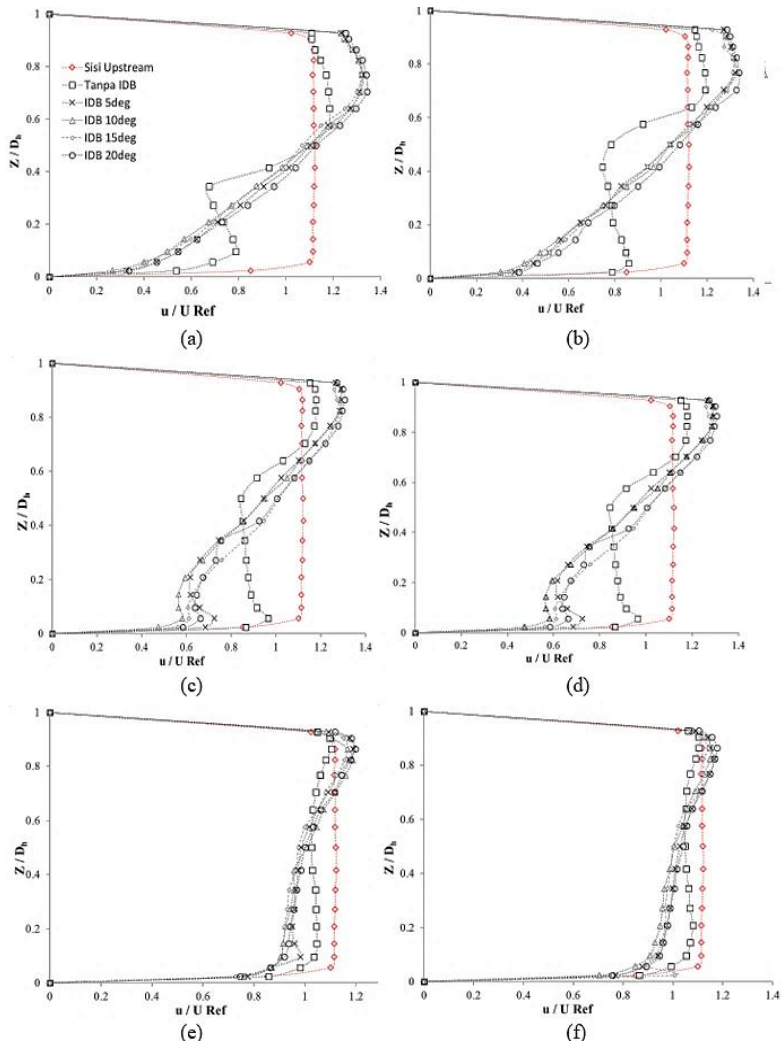 1
0.8
0.6
0.4
0.2
0
Z / Dh
Sisi Upstream
Tanpa IDB
IDB 5deg
IDB 10deg
IDB 15deg
IDB 20deg
0 0.2 0.4 0.6 0.8 1 1.2 1.4
u / U Ref
(a)
1
0.8
0.6
0.4
0.2
0
Z / Dh
0 0.2 0.4 0.6 0.8 1 1.2 1.4
u / U Ref
(b)
1
0.8
0.6
0.4
0.2
0
Z / Dh
0 0.2 0.4 0.6 0.8 1 1.2 1.4
u / U Ref
(c)
1
0.8
0.6
0.4
0.2
0
Z / Dh
0 0.2 0.4 0.6 0.8 1 1.2 1.4
u / U Ref
(d)
1
0.8
0.6
0.4
0.2
0
Z / Dh
0 0.2 0.4 0.6 0.8 1 1.2
u / U Ref
(e)
1
0.8
0.6
0.4
0.2
0
Z / Dh
0 0.2 0.4 0.6 0.8 1 1.2 1.4
u / U Ref
(f)